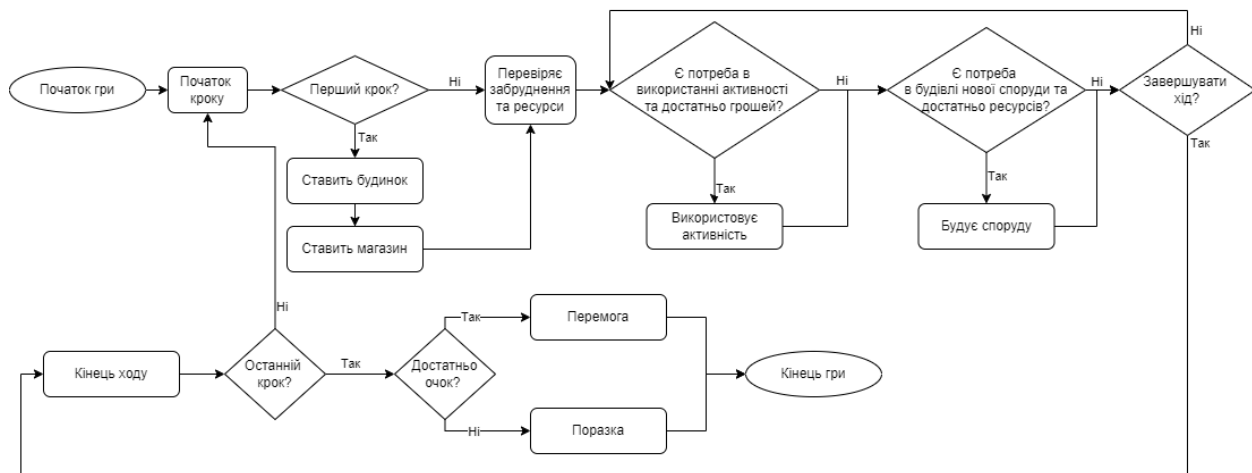 Початок гри
Початок
кроку
Перший крок?
Ні
Так
Ставить будинок
Ставить магазин
Перевіряє
забруднення
та ресурси
Є потреба в
використанні активності
та достатньо грошей?
Ні
Так
Використовує
активність
Є потреба
в будівлі нової споруди та
достатньо ресурсів?
Ні
Так
Будує споруду
Завершувати
хід?
Ні
Так
Кінець ходу
Останній
крок?
Ні
Так
Достатньо
очок?
Так
Ні
Перемога
Поразка
Кінець гри